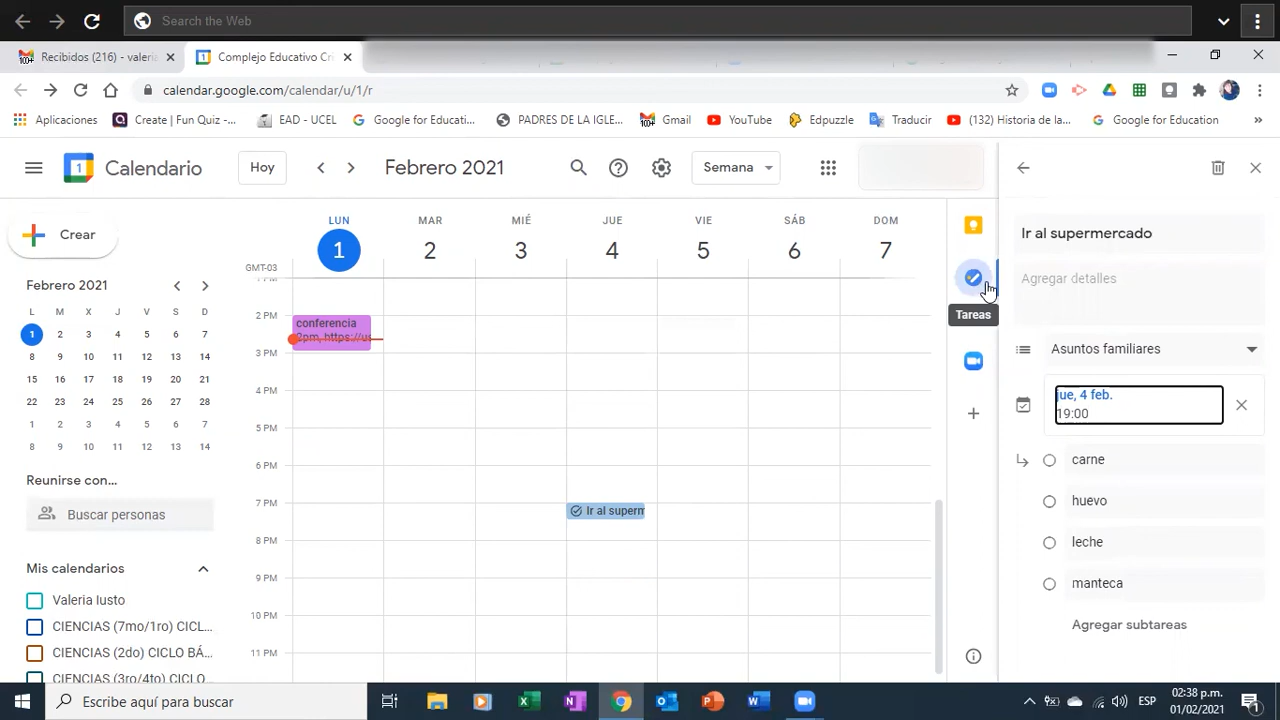 Search the Web
Recibidos (216) - valeria
Complejo Educativo Cri
calendar.google.com/calendar/u/1/r
Aplicaciones
Create | Fun Quiz -...
EAD - UCEL
Google for Educati...
PADRES DE LA IGLE...
Gmail
YouTube
Edpuzzle
Traducir
(132) Historia de la...
Google for Education
»
Calendario
Hoy
Febrero 2021
Semana
Crear
LUN MAR MIÉ JUE VIE SÁB DOM
1 2 3 4 5 6 7
GMT-03
Febrero 2021
L M X J V S D
1 2 3 4 5 6 7
8 9 10 11 12 13 14
15 16 17 18 19 20 21
22 23 24 25 26 27 28
1 2 3 4 5 6 7
8 9 10 11 12 13 14
Reunirse con...
Buscar personas
Mis calendarios
Valeria Iusto
CIENCIAS (7mo/1ro) CICL...
CIENCIAS (2do) CICLO BÁ...
CIENCIAS (3ro/4to) CICLO...
2 PM
3 PM
4 PM
5 PM
6 PM
7 PM
8 PM
9 PM
10 PM
11 PM
conferencia
2pm, https://us
Ir al superm
Tareas
Ir al supermercado
Agregar detalles
Asuntos familiares
jue, 4 feb.
19:00
carne
huevo
leche
manteca
Agregar subtareas
Escribe aquí para buscar
ESP
02:38 p.m.
01/02/2021